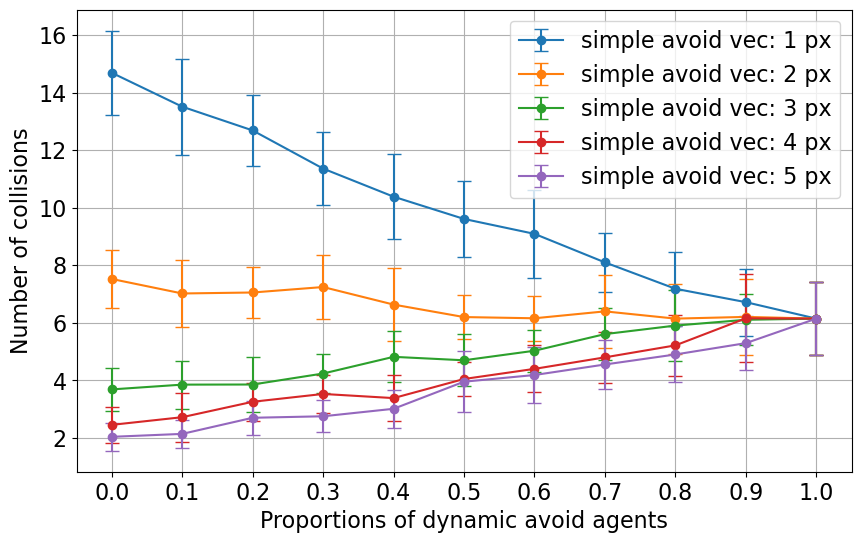 16
14
12
10
8
6
4
2
Number of collisions
simple avoid vec: 1 px
simple avoid vec: 2 px
simple avoid vec: 3 px
simple avoid vec: 4 px
simple avoid vec: 5 px
0.0 0.1 0.2 0.3 0.4 0.5 0.6 0.7 0.8 0.9 1.0
Proportions of dynamic avoid agents